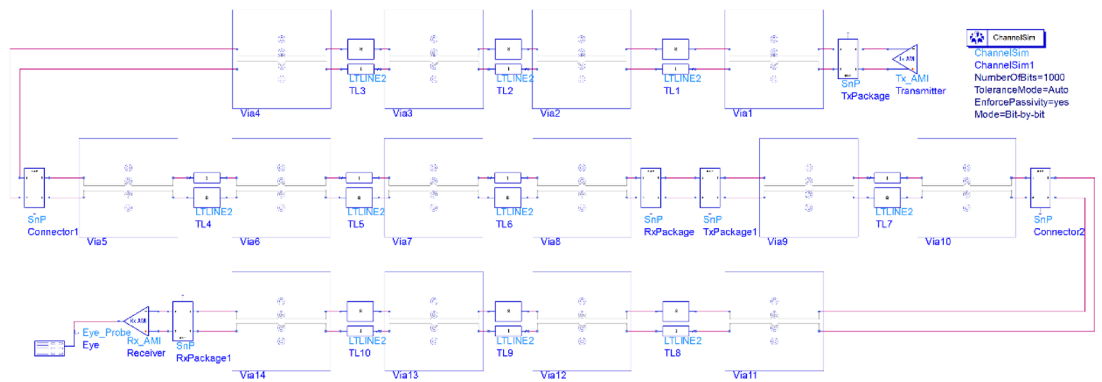 ChannelSim
ChannelSim
ChannelSim1
NumberOfBits=1000
ToleranceMode=Auto
EnforcePassivity=yes
Mode=Bit-by-bit
Via4
LTLINE2
TL3
Via3
LTLINE2
TL2
Via2
LTLINE2
TL1
Via1
SnP
TxPackage
Tx_AMI
Transmitter
SnP
Connector1
Via5
LTLINE2
TL4
Via6
LTLINE2
TL5
Via7
LTLINE2
TL6
Via8
SnP
RxPackage
SnP
TxPackage1
Via9
LTLINE2
TL7
Via10
SnP
Connector2
Eye_Probe
Eye
Rx AMI
Rx_AMI
Receiver
SnP
RxPackage1
Via14
LTLINE2
TL10
Via13
LTLINE2
TL9
Via12
LTLINE2
TL8
Via11